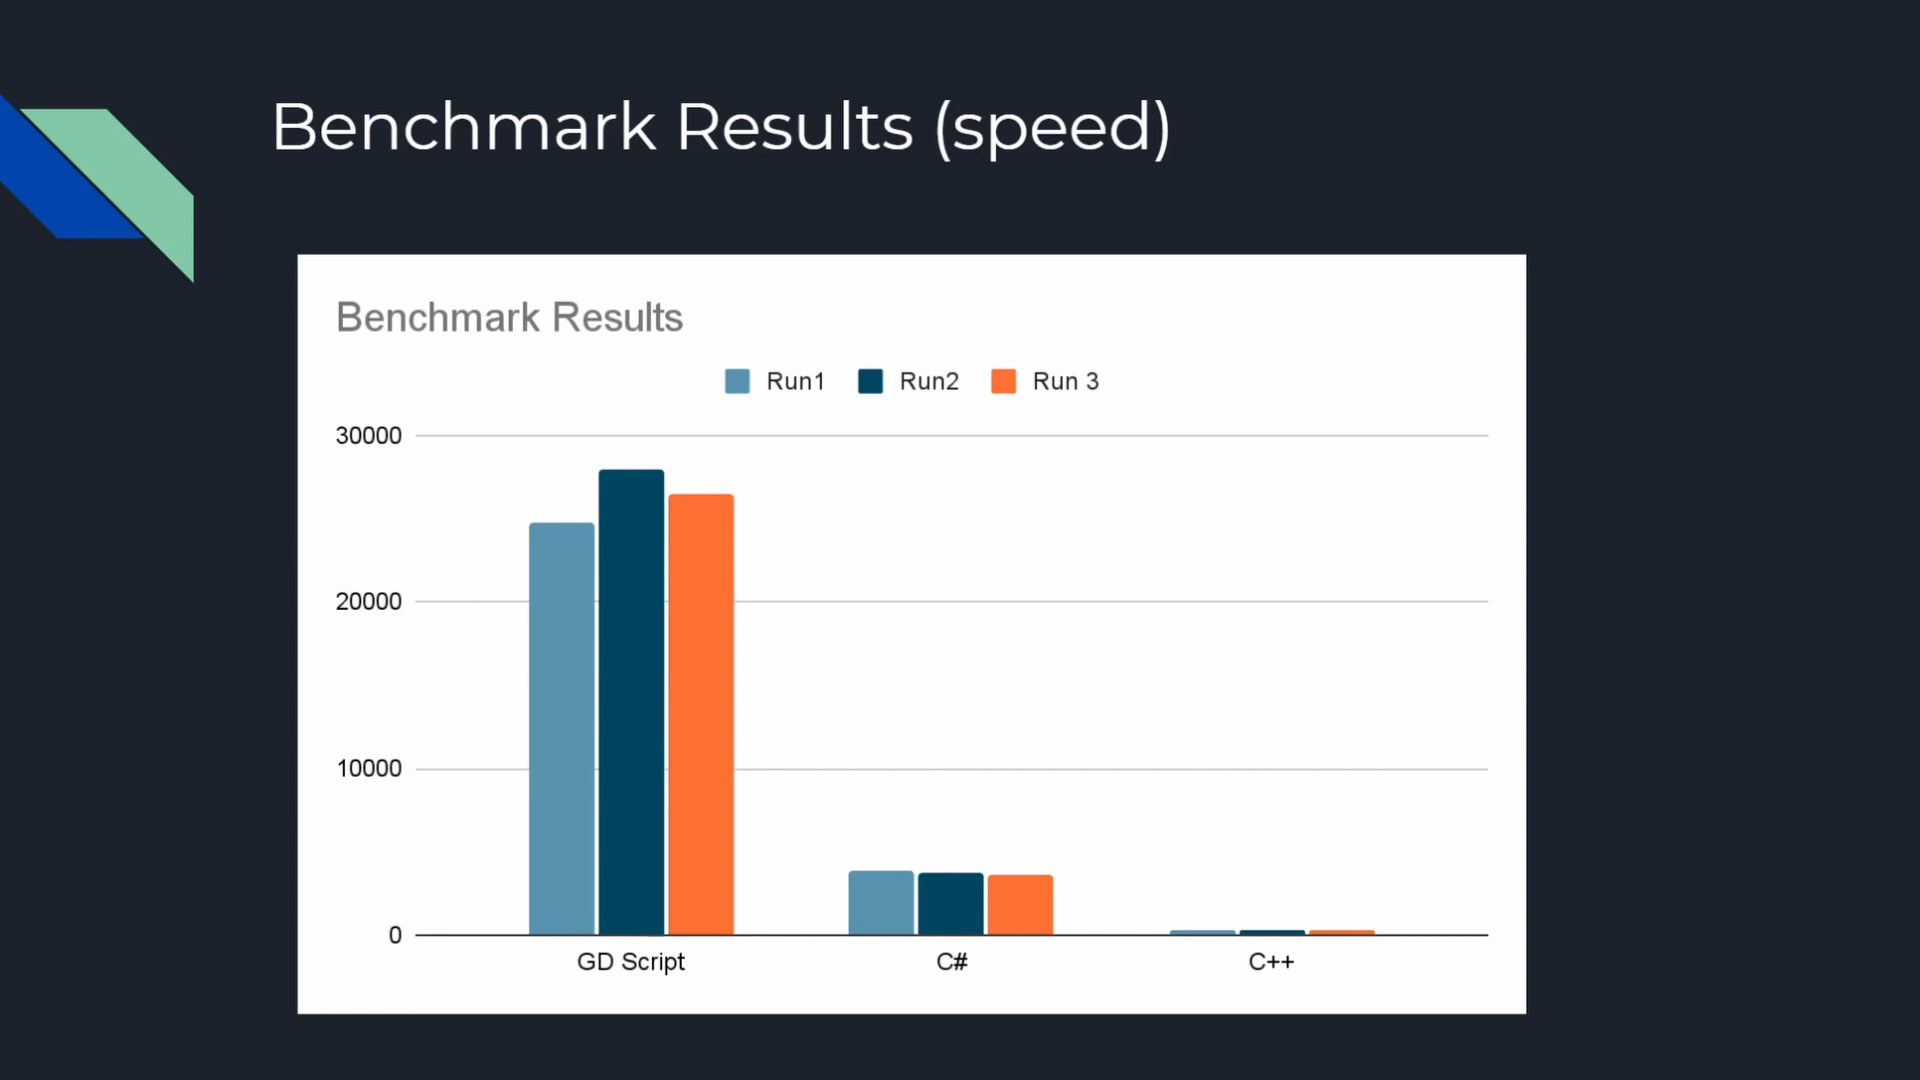 Benchmark Results (speed)
Benchmark Results
Run1 Run2 Run 3
30000
20000
10000
0
GD Script C# C++